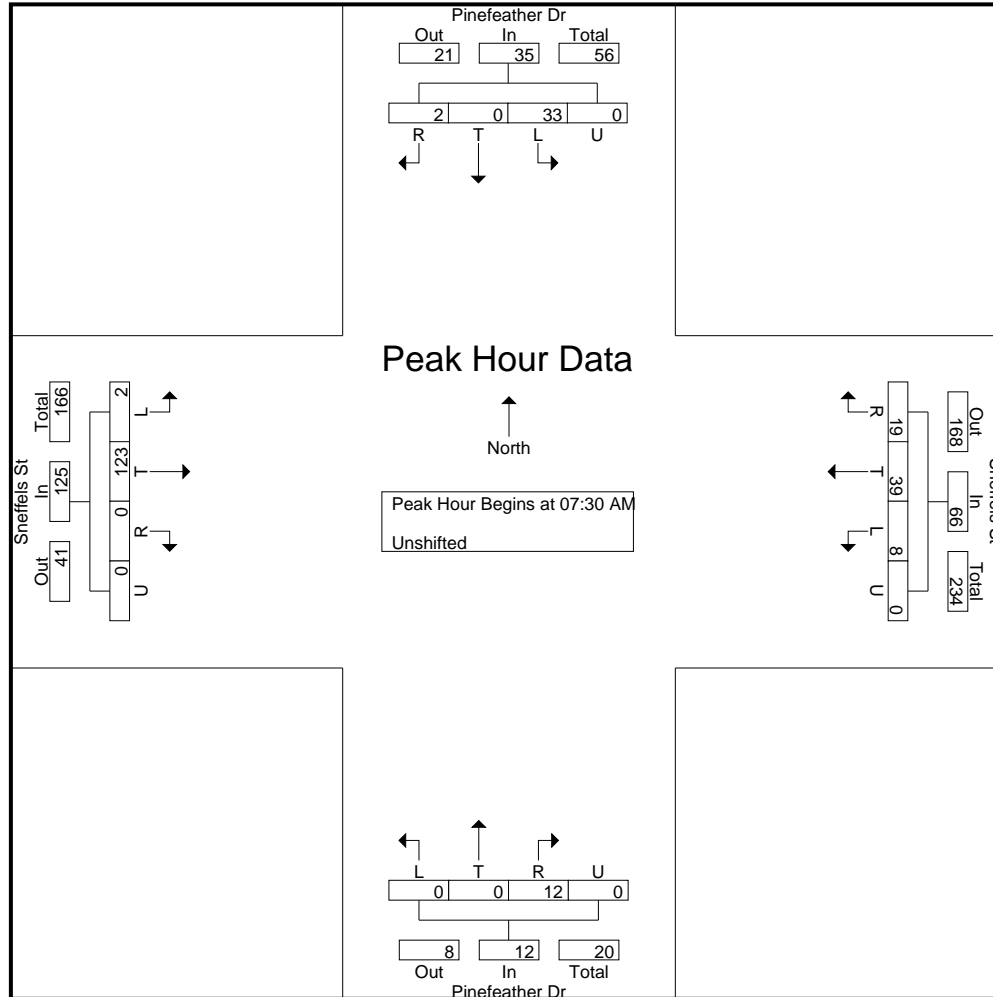 Pinefeather Dr
Out In Total
21 35 56
2 0 33 0
R T L U
Peak Hour Data
North
Peak Hour Begins at 07:30 AM
Unshifted
Sneffels St
Total In Out
166 125 41
2 123 0 0
L T R U
R T L U
19 39 8 0
Out In Total
168 66 234
L T R U
0 0 12 0
8 12 20
Out In Total
Pinefeather Dr